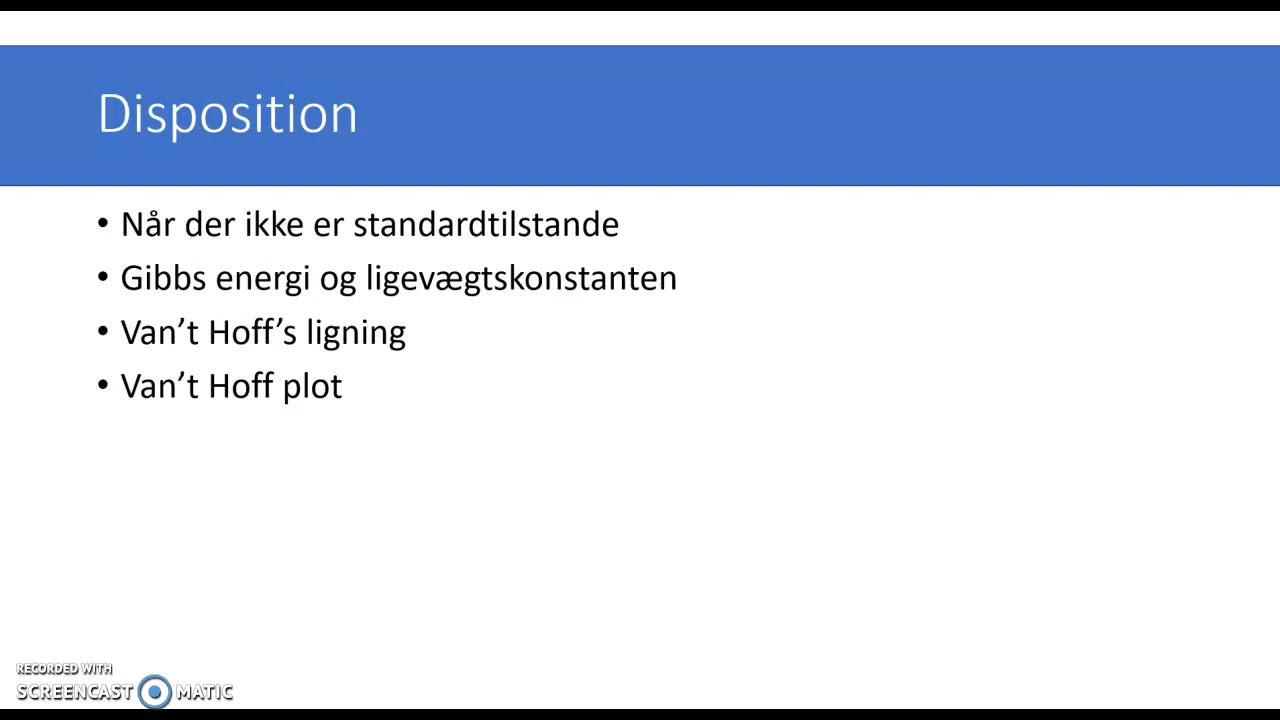 Disposition
• Når der ikke er standardtilstande
• Gibbs energi og ligevægtskonstanten
• Van’t Hoff’s ligning
• Van’t Hoff plot
RECORDED WITH
SCREENCAST MATIC